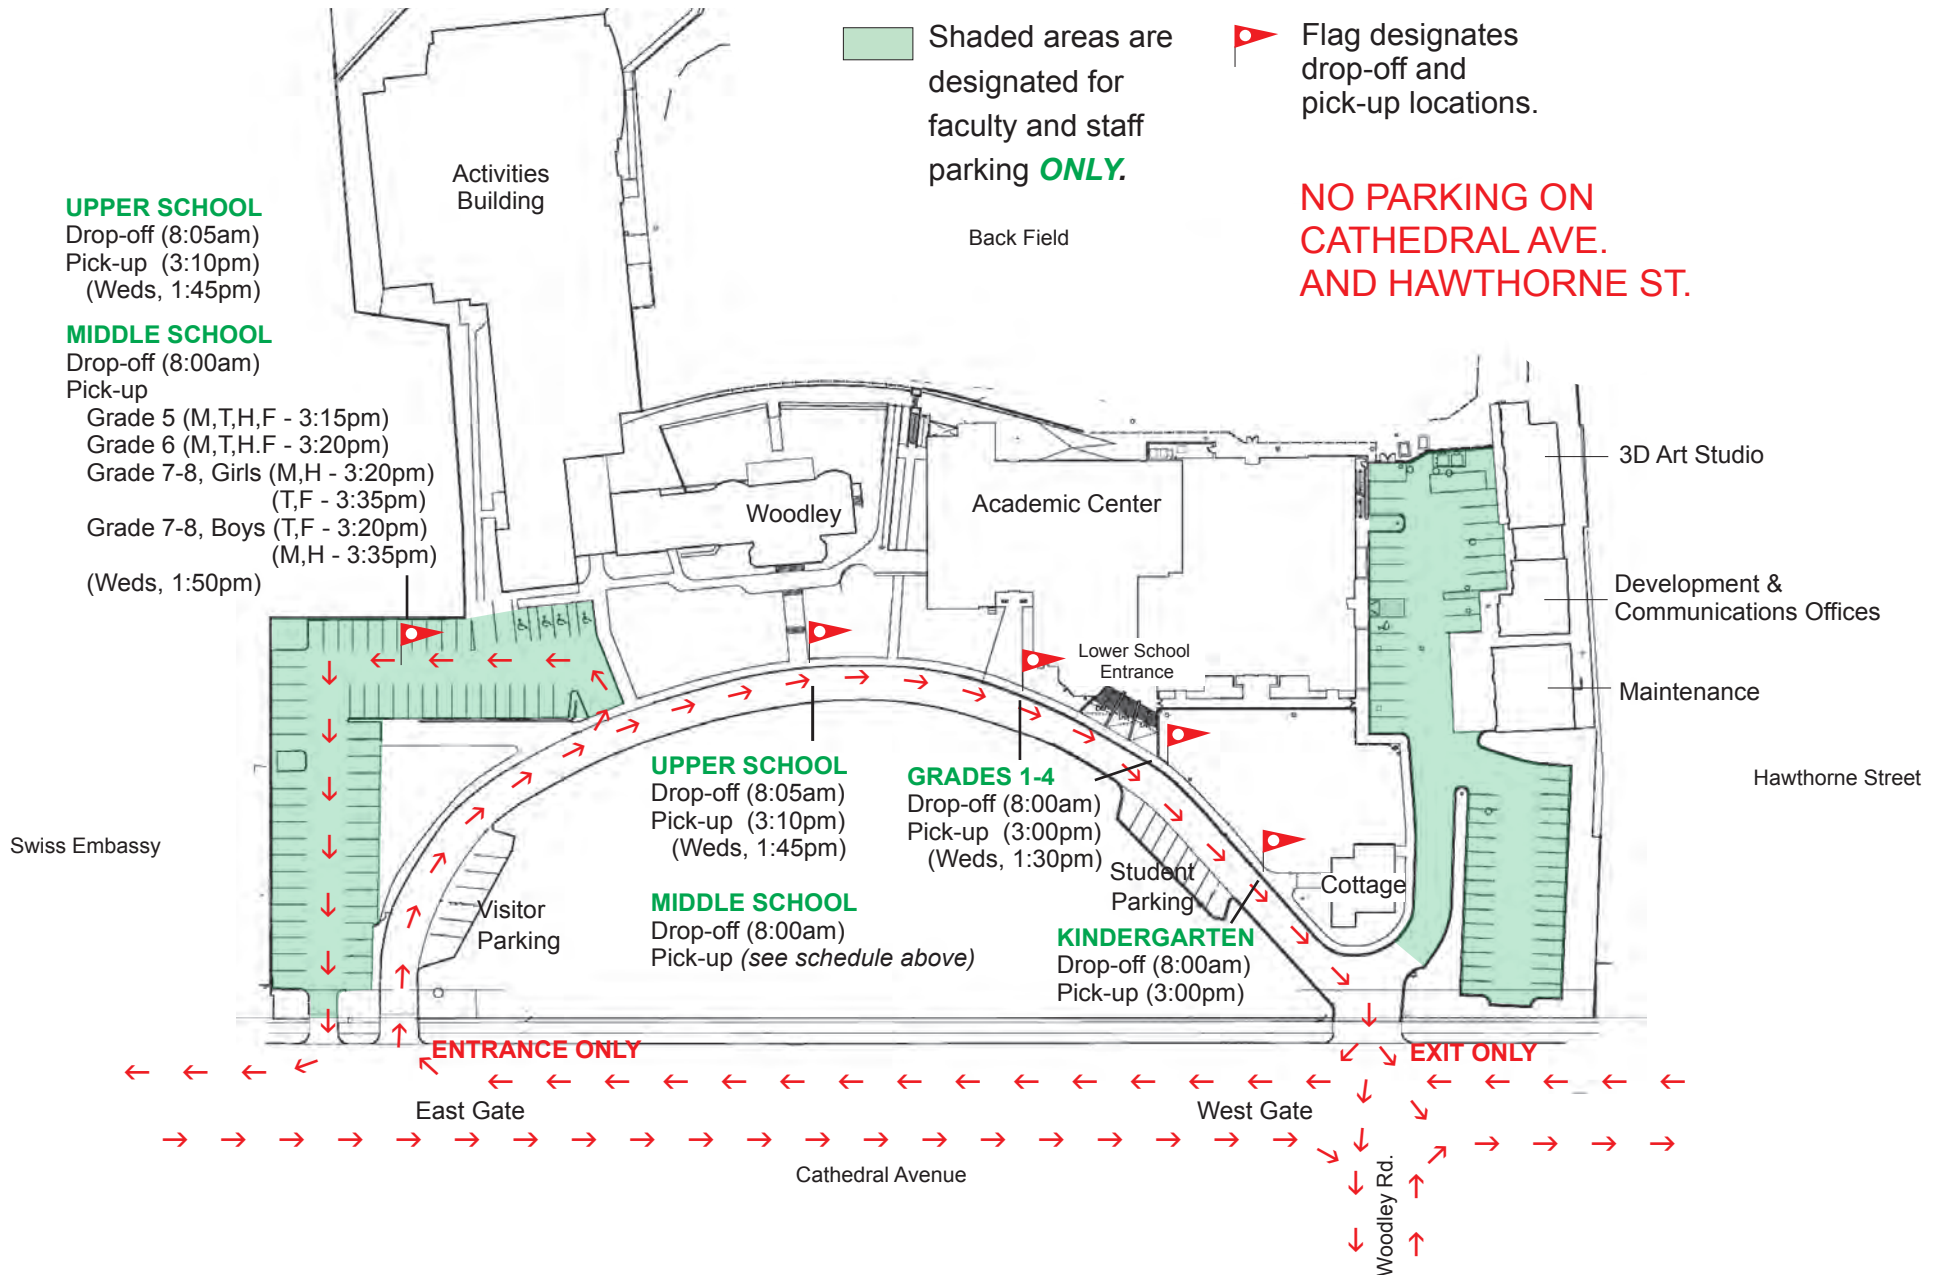 Shaded areas are
designated for
faculty and staff
parking ONLY.
Flag designates
drop-off and
pick-up locations.
NO PARKING ON
CATHEDRAL AVE.
AND HAWTHORNE ST.
Activities
Building
Back Field
UPPER SCHOOL
Drop-off (8:05am)
Pick-up (3:10pm)
(Weds, 1:45pm)
MIDDLE SCHOOL
Drop-off (8:00am)
Pick-up
Grade 5 (M,T,H,F - 3:15pm)
Grade 6 (M,T,H.F - 3:20pm)
Grade 7-8, Girls (M,H - 3:20pm)
(T,F - 3:35pm)
Grade 7-8, Boys (T,F - 3:20pm)
(M,H - 3:35pm)
(Weds, 1:50pm)
Woodley
Academic Center
3D Art Studio
Development &
Communications Offices
Maintenance
Lower School
Entrance
Hawthorne Street
Swiss Embassy
UPPER SCHOOL
Drop-off (8:05am)
Pick-up (3:10pm)
(Weds, 1:45pm)
MIDDLE SCHOOL
Drop-off (8:00am)
Pick-up (see schedule above)
GRADES 1-4
Drop-off (8:00am)
Pick-up (3:00pm)
(Weds, 1:30pm)
Student
Parking
Cottage
Visitor
Parking
KINDERGARTEN
Drop-off (8:00am)
Pick-up (3:00pm)
ENTRANCE ONLY
EXIT ONLY
East Gate
West Gate
Cathedral Avenue
Woodley Rd.